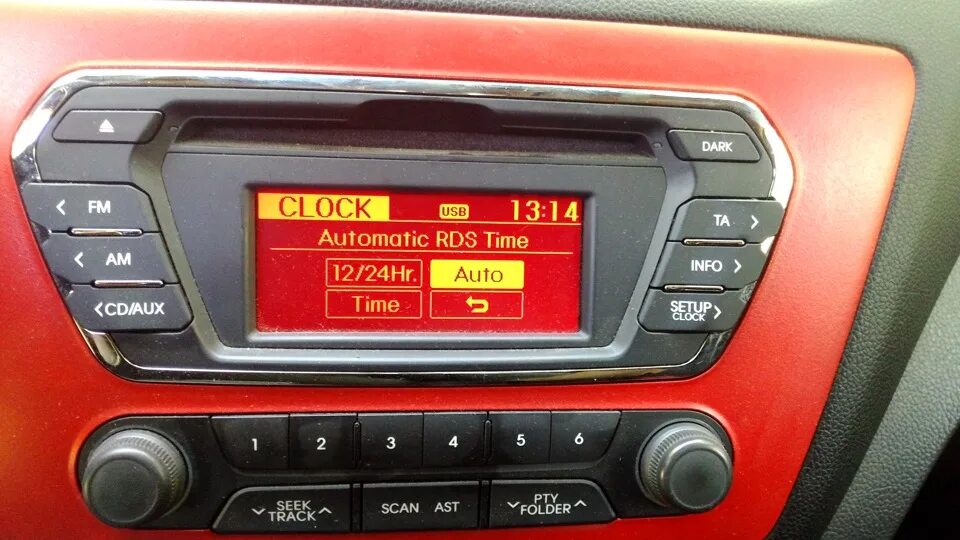 DARK
FM
AM
CD/AUX
CLOCK USB 13:14
Automatic RDS Time
12/24Hr. Auto
Time
TA
INFO
SETUP
CLOCK
1 2 3 4 5 6
SEEK
TRACK
SCAN AST
PTY
FOLDER